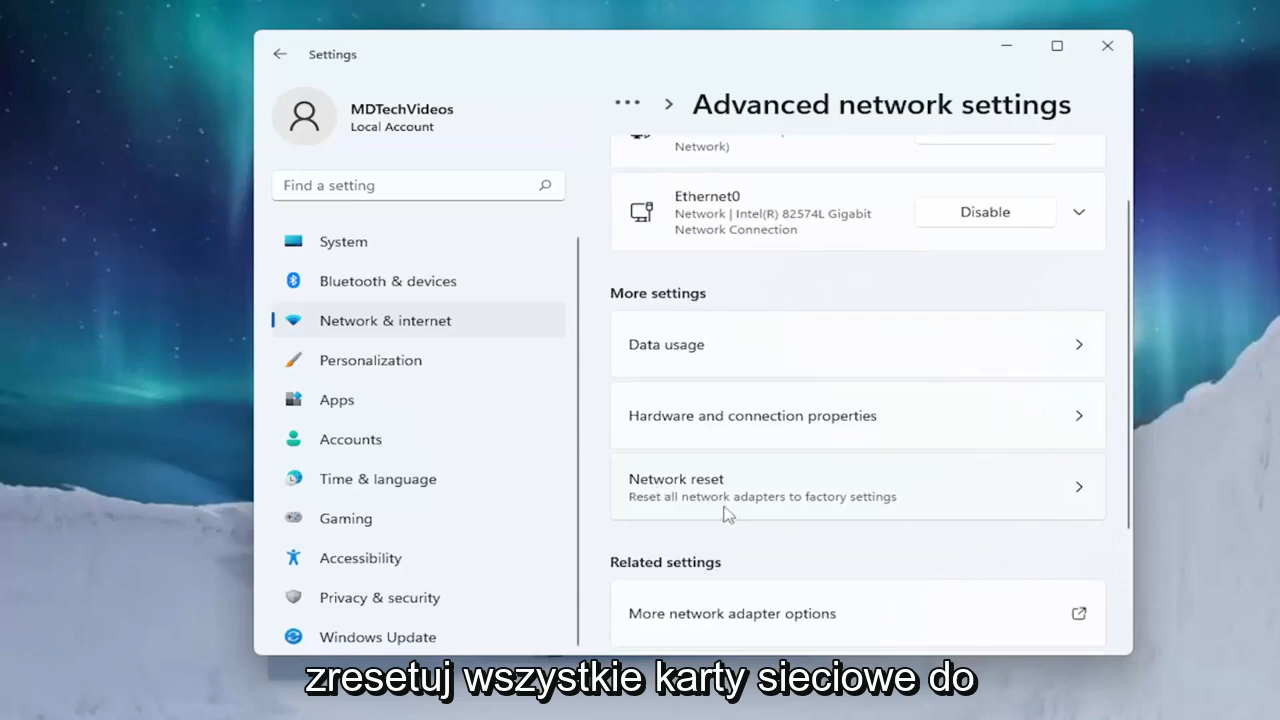 Settings
MDTechVideos
Local Account
Find a setting
System
Bluetooth & devices
Network & internet
Personalization
Apps
Accounts
Time & language
Gaming
Accessibility
Privacy & security
Windows Update
Advanced network settings
Network)
Ethernet0
Network | Intel(R) 82574L Gigabit
Network Connection
Disable
More settings
Data usage
Hardware and connection properties
Network reset
Reset all network adapters to factory settings
Related settings
More network adapter options
zresetuj wszystkie karty sieciowe do